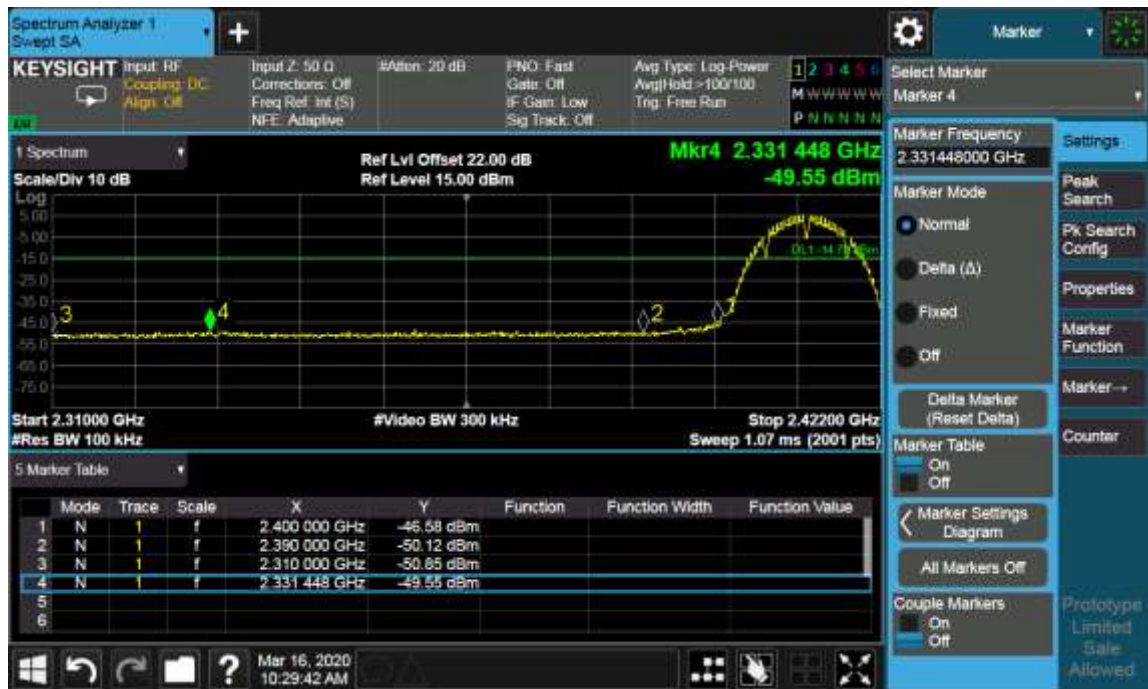 Spectrum Analyzer 1
Swept SA
+
Marker
KEYSIGHT
Input: RF
Coupling: DC
Align: Off
Input Z: 50 Ω
Corrections: Off
Freq Ref: Int (S)
NFE: Adaptive
#Atten: 20 dB
PNO: Fast
Gate: Off
IF Gain: Low
Sig Track: Off
Avg Type: Log-Power
Avg|Hold:>100/100
Trig: Free Run
1 2 3 4 5 6
M W W W W W
P N N N N N
Select Marker
Marker 4
1 Spectrum
Scale/Div 10 dB
Log
Ref Lvl Offset 22.00 dB
Ref Level 15.00 dBm
Mkr4 2.331 448 GHz
-49.55 dBm
5.00
-5.00
-15.0
-25.0
-35.0
-45.0
-55.0
-65.0
-75.0
3
4
2
1
Start 2.31000 GHz
#Res BW 100 kHz
#Video BW 300 kHz
Stop 2.42200 GHz
Sweep 1.07 ms (2001 pts)
5 Marker Table
Mode Trace Scale X Y Function Function Width Function Value
1 N 1 f 2.400 000 GHz -46.58 dBm
2 N 1 f 2.390 000 GHz -50.12 dBm
3 N 1 f 2.310 000 GHz -50.85 dBm
4 N 1 f 2.331 448 GHz -49.55 dBm
5
6
Marker Frequency
2.331448000 GHz
Marker Mode
Normal
Delta (Δ)
Fixed
Off
Delta Marker
(Reset Delta)
Marker Table
On
Off
Marker Settings
Diagram
All Markers Off
Couple Markers
On
Off
Settings
Peak
Search
Pk Search
Config
Properties
Marker
Function
Marker→
Counter
Prototype
Limited
Sale
Allowed
?
Mar 16, 2020
10:29:42 AM